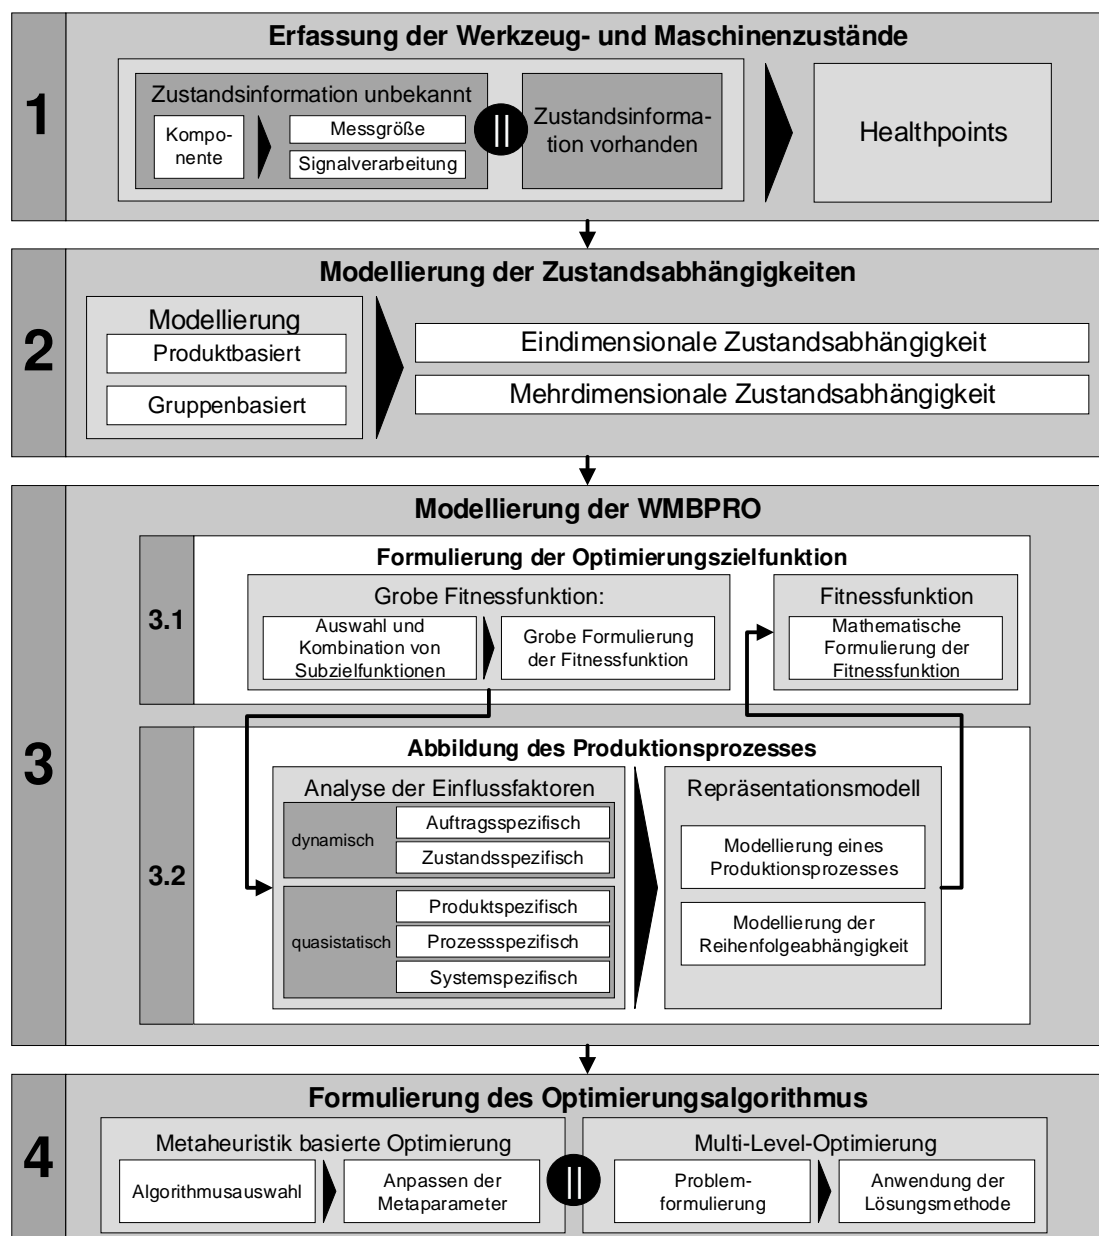 1
Erfassung der Werkzeug- und Maschinenzustände
Zustandsinformation unbekannt
Kompo-
nente
Messgröße
Signalverarbeitung
||
Zustandsinforma-
tion vorhanden
Healthpoints
2
Modellierung der Zustandsabhängigkeiten
Modellierung
Produktbasiert
Gruppenbasiert
Eindimensionale Zustandsabhängigkeit
Mehrdimensionale Zustandsabhängigkeit
3
Modellierung der WMBPRO
3.1
Formulierung der Optimierungszielfunktion
Grobe Fitnessfunktion:
Auswahl und
Kombination von
Subzielfunktionen
Grobe Formulierung
der Fitnessfunktion
Fitnessfunktion
Mathematische
Formulierung der
Fitnessfunktion
3.2
Abbildung des Produktionsprozesses
Analyse der Einflussfaktoren
dynamisch
Auftragsspezifisch
Zustandsspezifisch
quasistatisch
Produktspezifisch
Prozessspezifisch
Systemspezifisch
Repräsentationsmodell
Modellierung eines
Produktionsprozesses
Modellierung der
Reihenfolgeabhängigkeit
4
Formulierung des Optimierungsalgorithmus
Metaheuristik basierte Optimierung
Algorithmusauswahl
Anpassen der
Metaparameter
||
Multi-Level-Optimierung
Problem-
formulierung
Anwendung der
Lösungsmethode